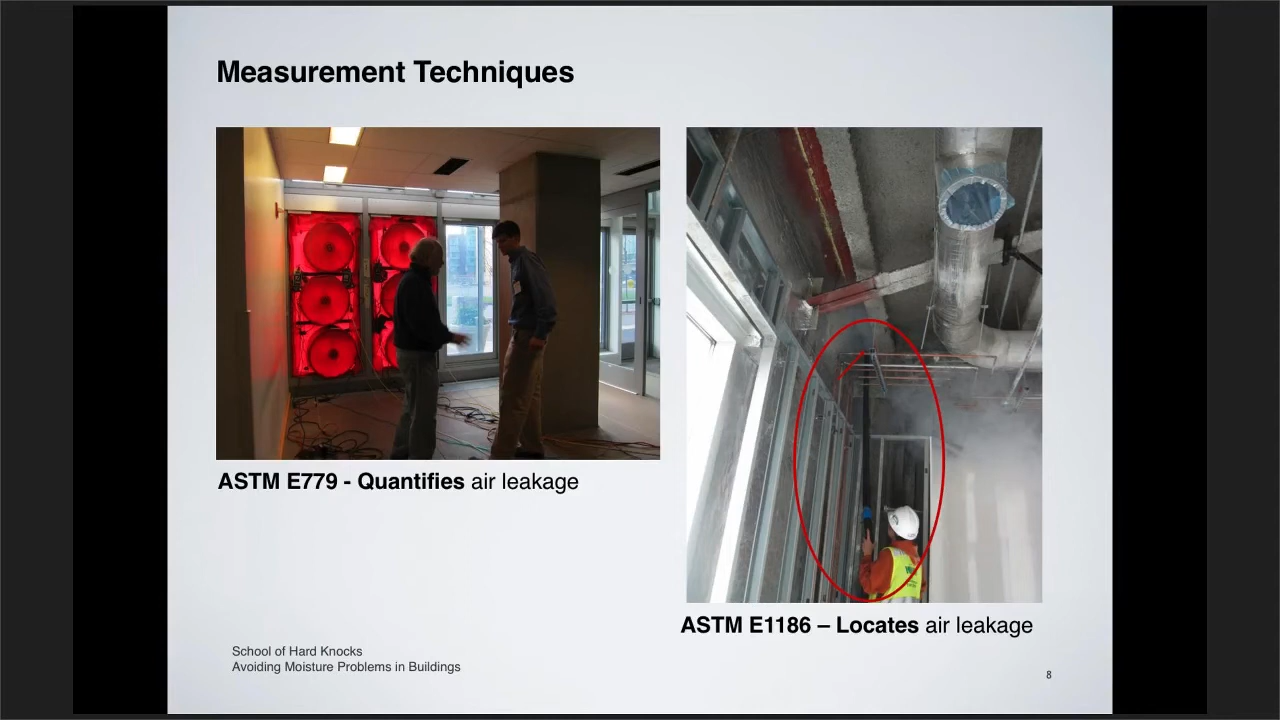 Measurement Techniques
ASTM E779 - Quantifies air leakage
ASTM E1186 – Locates air leakage
School of Hard Knocks
Avoiding Moisture Problems in Buildings
8